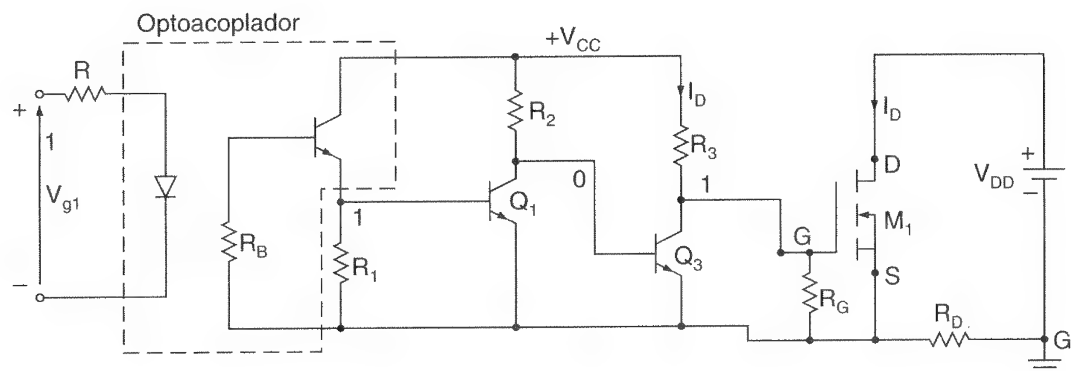 Optoacoplador
+V_CC
R
+
1
V_g1
−
R_B
1
R_1
R_2
0
Q_1
I_D
R_3
1
Q_3
G
R_G
I_D
D
M_1
S
V_DD
+
−
R_D
G